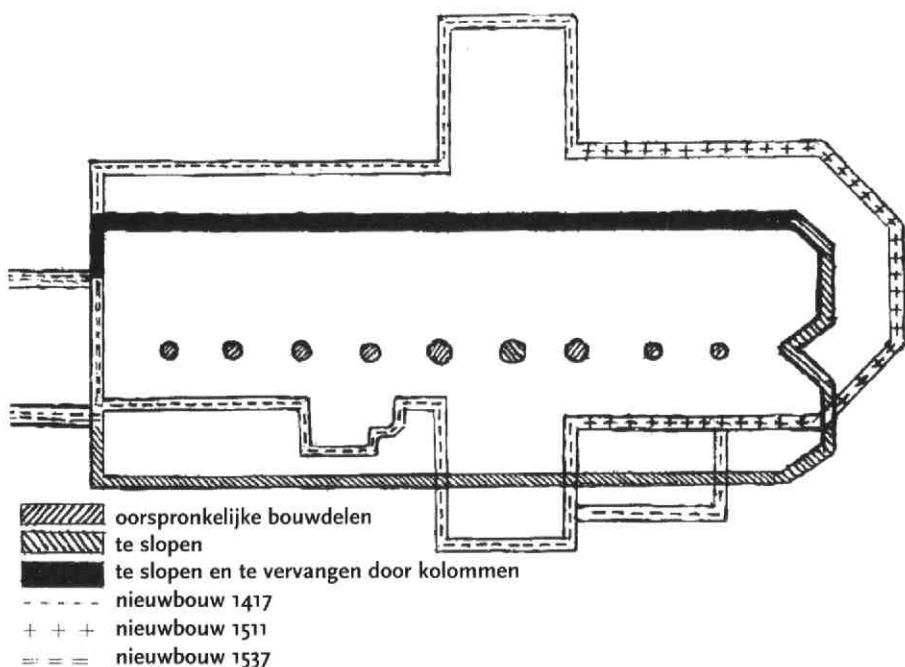 oorspronkelijke bouwdelen
te slopen
te slopen en te vervangen door kolommen
nieuwbouw 1417
nieuwbouw 1511
nieuwbouw 1537